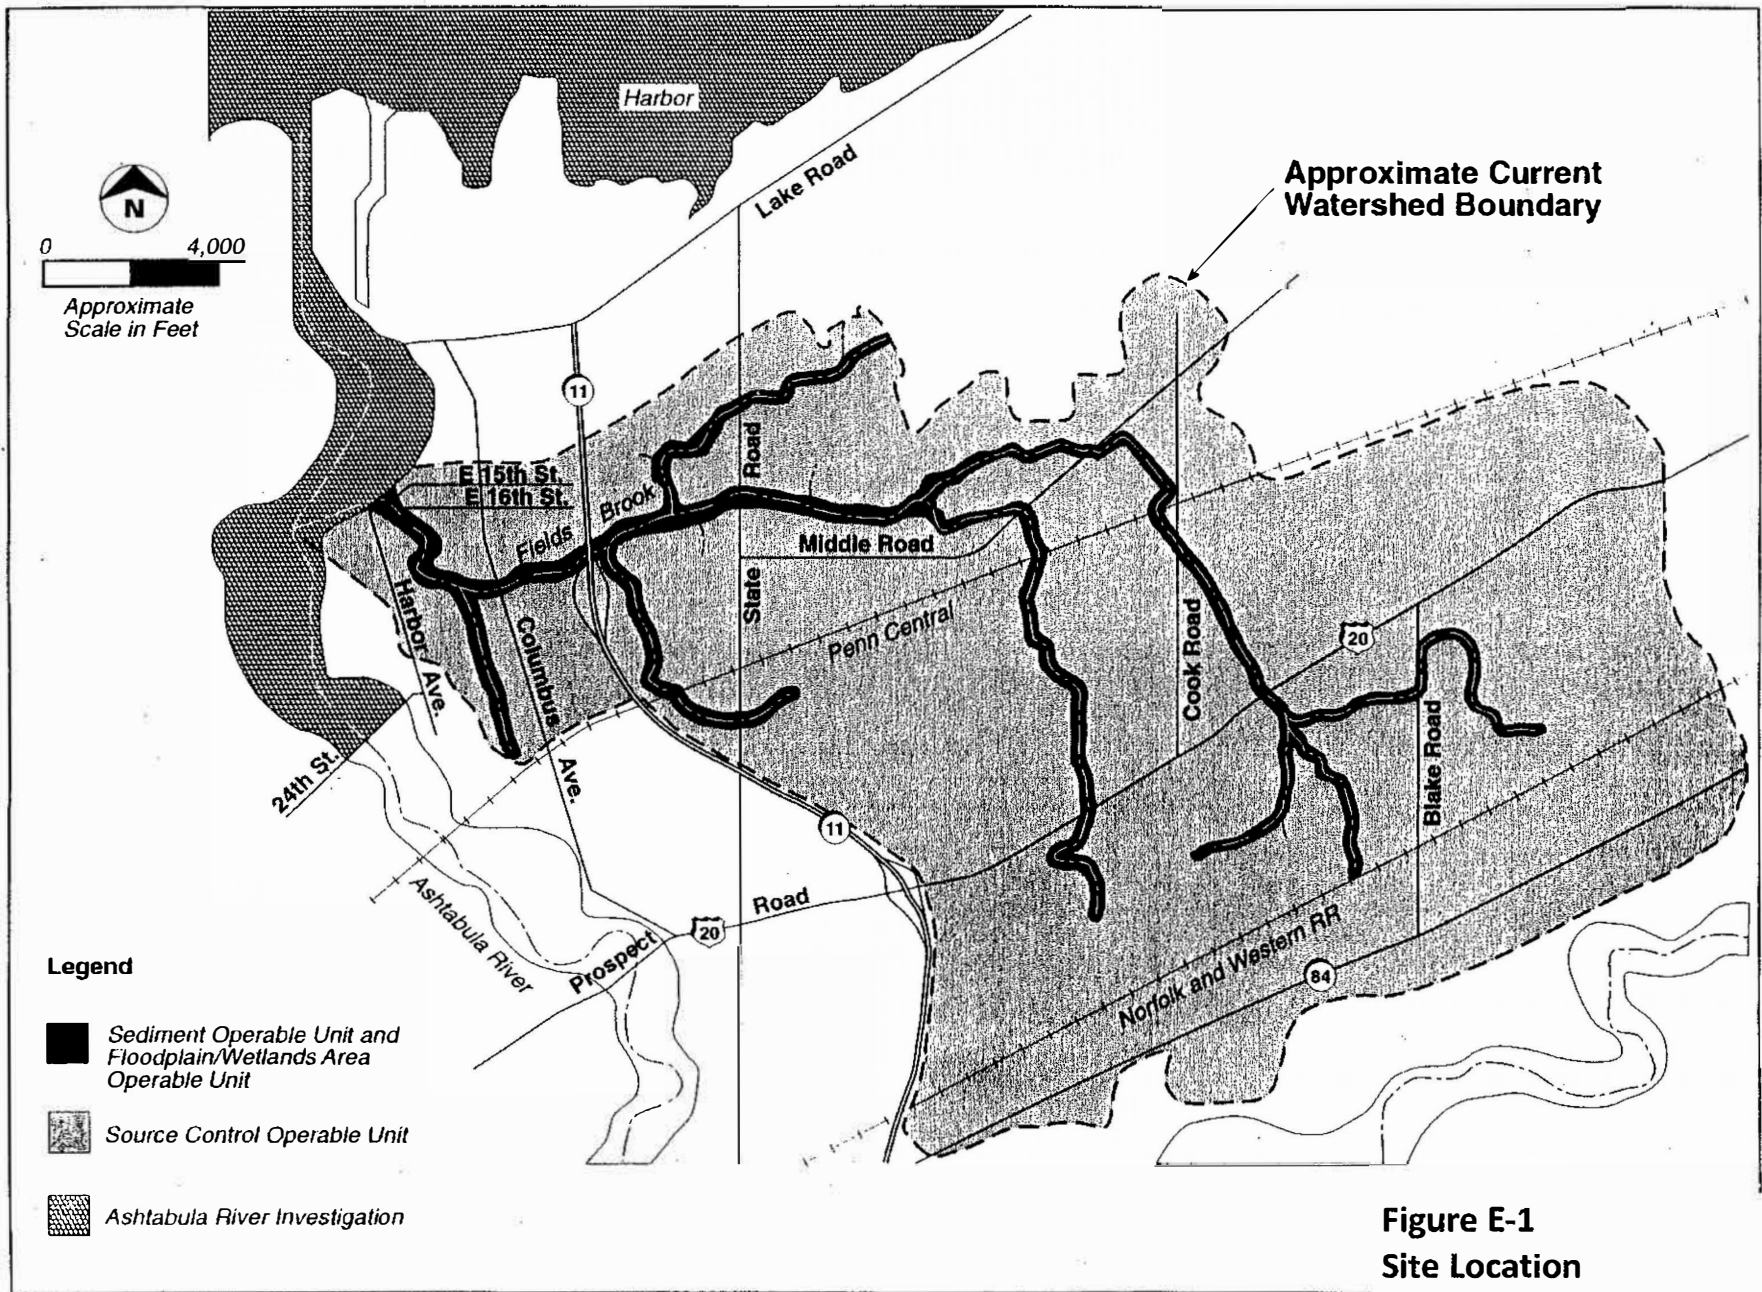 Harbor
Lake Road
Approximate Current
Watershed Boundary
N
0 4,000
Approximate
Scale in Feet
11
E 15th St.
E 16th St.
Fields Brook
State Road
Middle Road
Penn Central
Harbor Ave.
Columbus Ave.
Cook Road
20
Blake Road
24th St.
11
Ashtabula River
Prospect Road
20
Norfolk and Western RR
84
Legend
Sediment Operable Unit and
Floodplain/Wetlands Area
Operable Unit
Source Control Operable Unit
Ashtabula River Investigation
Figure E-1
Site Location